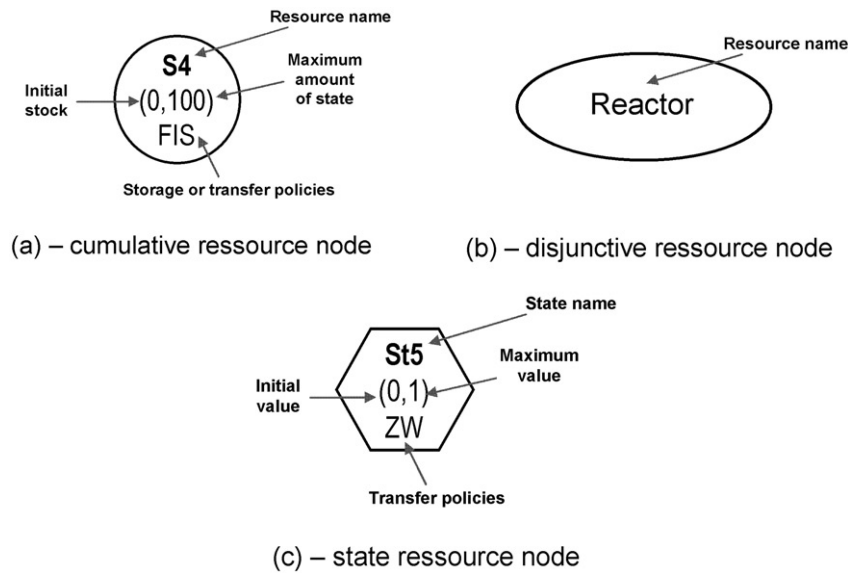 Resource name
S4
Maximum
amount
of state
Initial
stock
(0,100)
FIS
Storage or transfer policies
(a) – cumulative ressource node
Resource name
Reactor
(b) – disjunctive ressource node
State name
St5
Maximum
value
Initial
value
(0,1)
ZW
Transfer policies
(c) – state ressource node